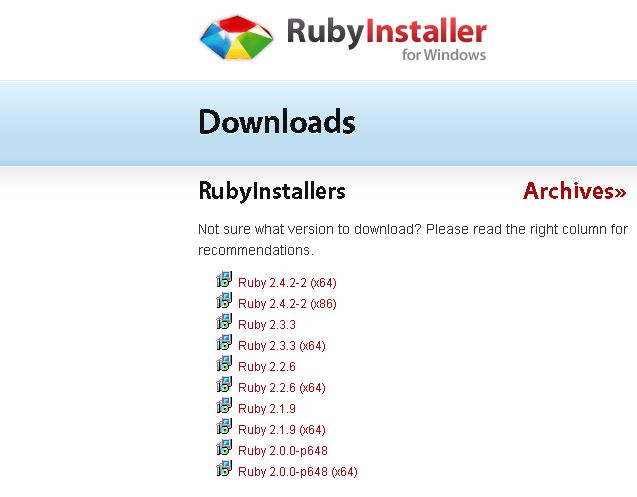 RubyInstaller
for Windows
Downloads
RubyInstallers Archives»
Not sure what version to download? Please read the right column for
recommendations.
Ruby 2.4.2-2 (x64)
Ruby 2.4.2-2 (x86)
Ruby 2.3.3
Ruby 2.3.3 (x64)
Ruby 2.2.6
Ruby 2.2.6 (x64)
Ruby 2.1.9
Ruby 2.1.9 (x64)
Ruby 2.0.0-p648
Ruby 2.0.0-p648 (x64)